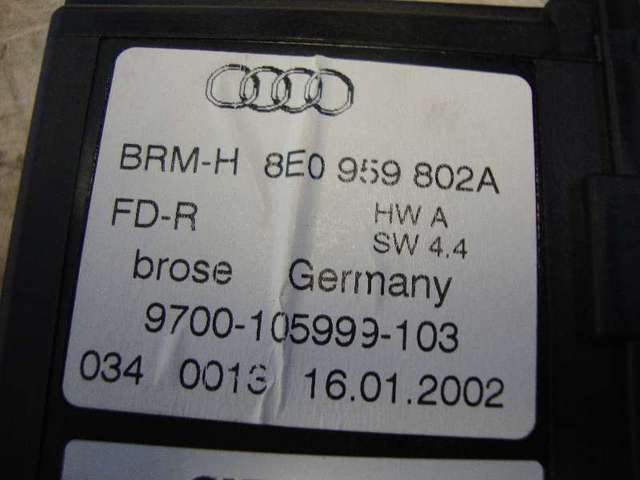 BRM-H 8E0 959 802A
FD-R HW A
SW 4.4
brose Germany
9700-105999-103
034 0013 16.01.2002